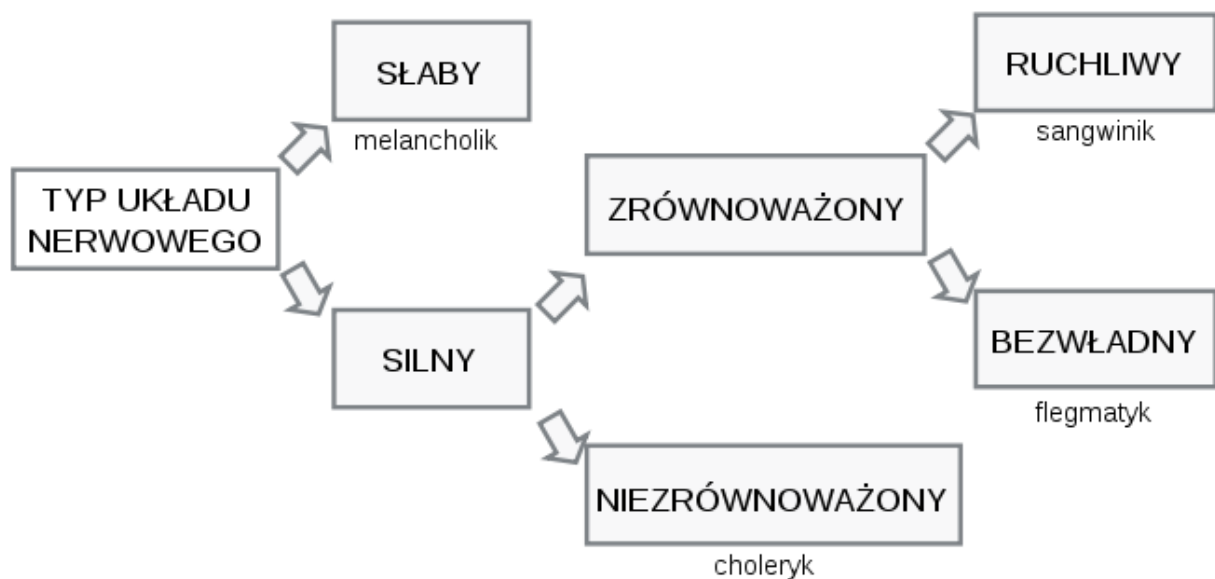 SŁABY
melancholik
RUCHLIWY
sangwinik
TYP UKŁADU
NERWOWEGO
ZRÓWNOWAŻONY
SILNY
BEZWŁADNY
flegmatyk
NIEZRÓWNOWAŻONY
choleryk